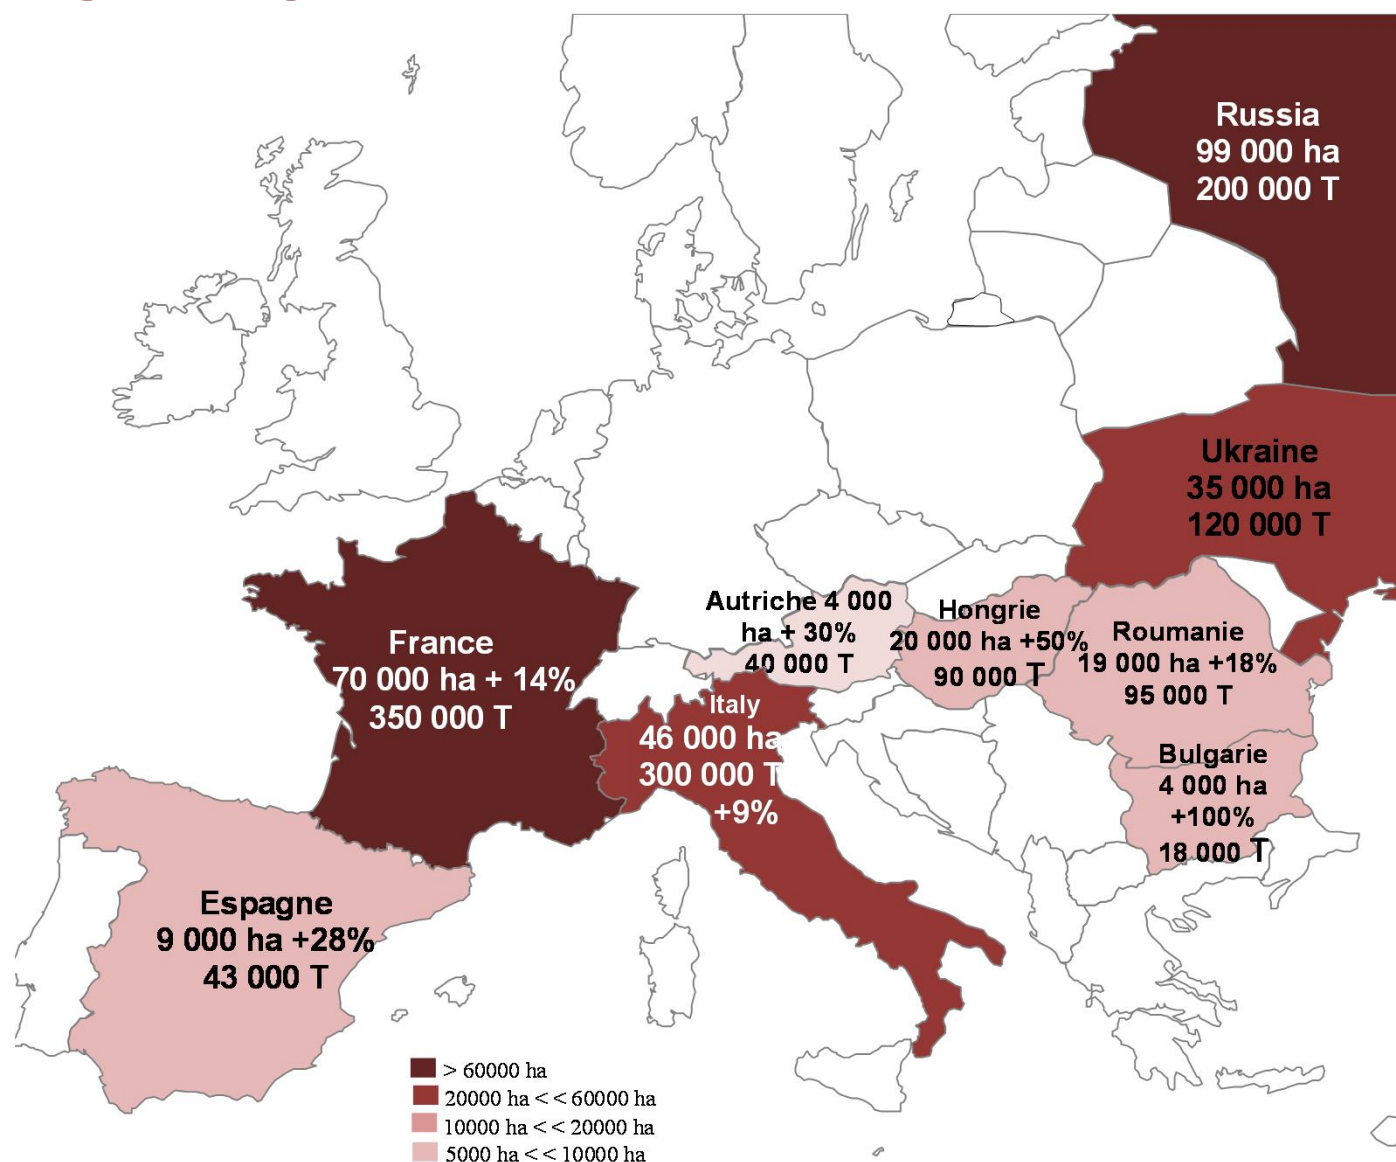 Russia
99 000 ha
200 000 T
Ukraine
35 000 ha
120 000 T
Autriche 4 000
ha + 30%
40 000 T
Hongrie
20 000 ha +50%
90 000 T
Roumanie
19 000 ha +18%
95 000 T
France
70 000 ha + 14%
350 000 T
Italy
46 000 ha
300 000 T
+9%
Bulgarie
4 000 ha
+100%
18 000 T
Espagne
9 000 ha +28%
43 000 T
> 60000 ha
20000 ha < < 60000 ha
10000 ha < < 20000 ha
5000 ha < < 10000 ha